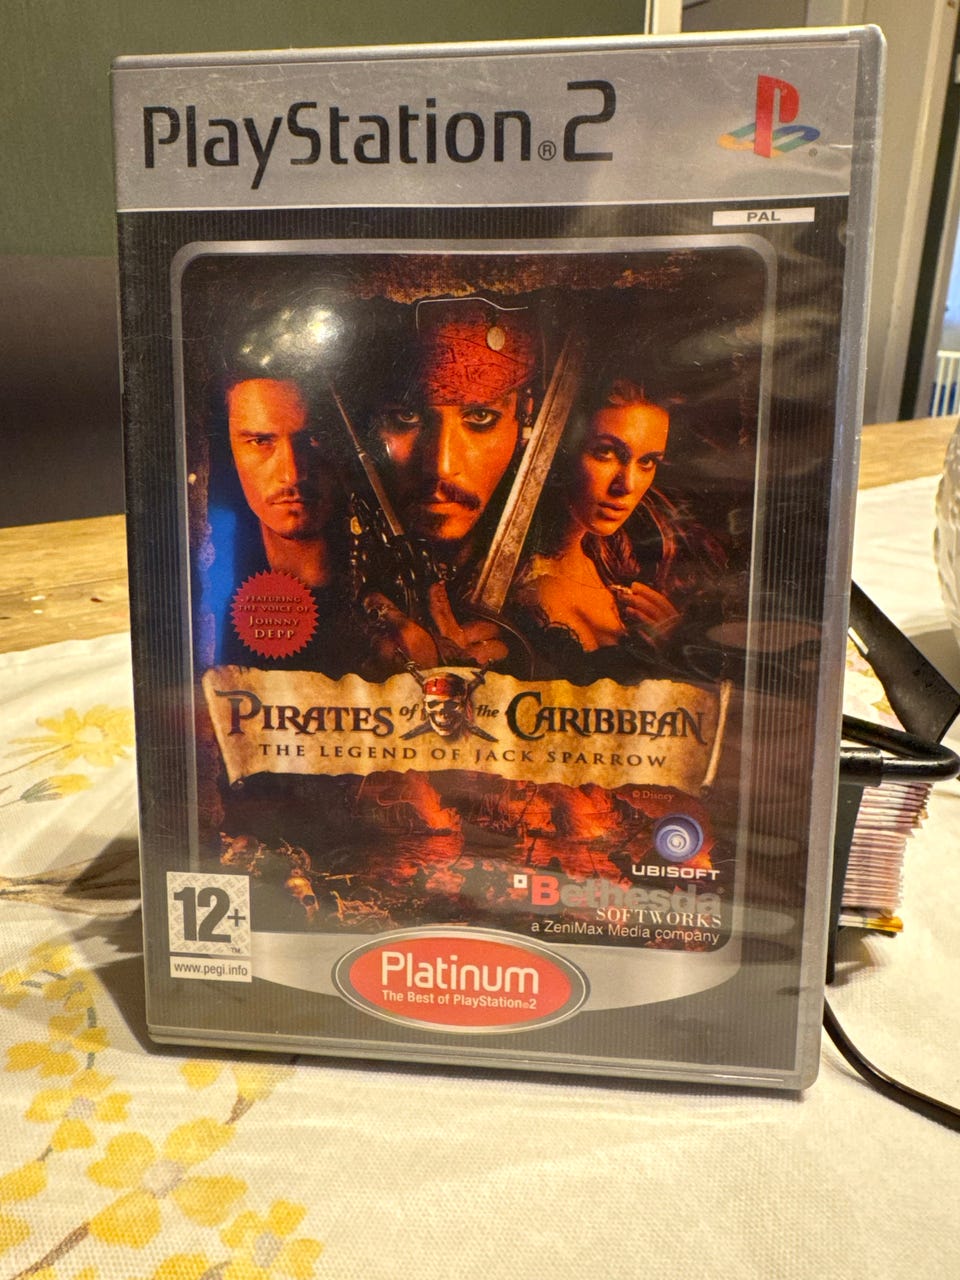 PlayStation®2
PAL
FEATURING
THE VOICE OF
JOHNNY
DEPP
PIRATES of the CARIBBEAN
THE LEGEND OF JACK SPARROW
© Disney
UBISOFT
Bethesda®
SOFTWORKS
a ZeniMax Media company
12+
TM
www.pegi.info
Platinum
The Best of PlayStation®2